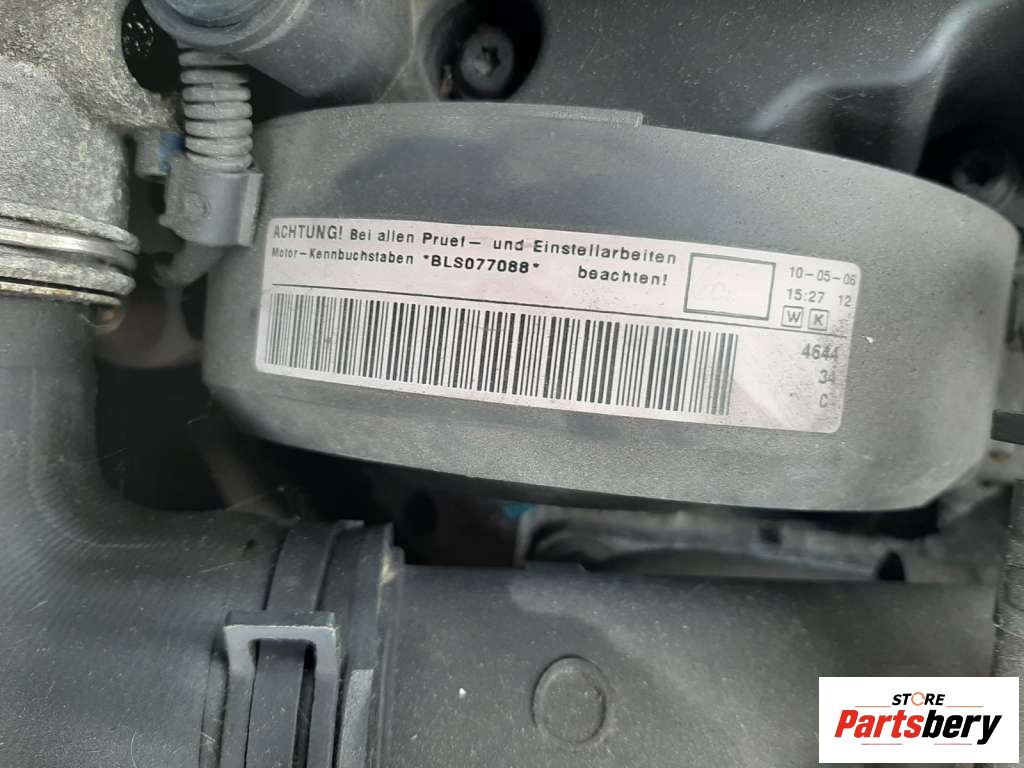 ACHTUNG! Bei allen Pruef- und Einstellarbeiten
Motor-Kennbuchstaben *BLS077088* beachten!
10-05-06
15:27 12
W K
4644
34
C
STORE
Partsbery